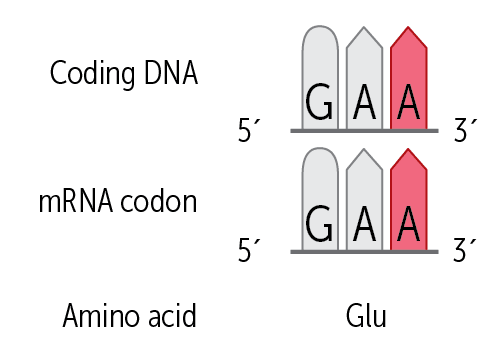 Coding DNA
G A A
5´ 3´
mRNA codon
G A A
5´ 3´
Amino acid Glu